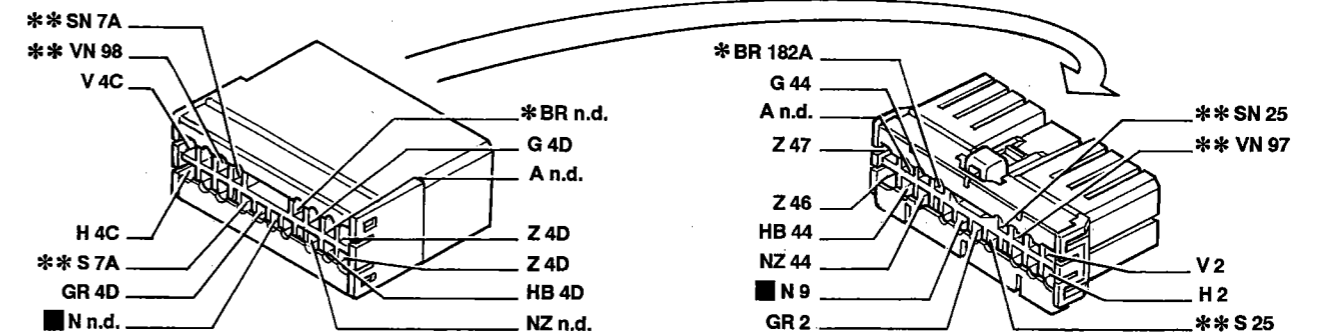 **SN 7A
**VN 98
V 4C
H 4C
**S 7A
GR 4D
■N n.d.
*BR n.d.
G 4D
A n.d.
Z 4D
Z 4D
HB 4D
NZ n.d.
*BR 182A
G 44
A n.d.
Z 47
Z 46
HB 44
NZ 44
■N 9
GR 2
**SN 25
**VN 97
V 2
H 2
**S 25